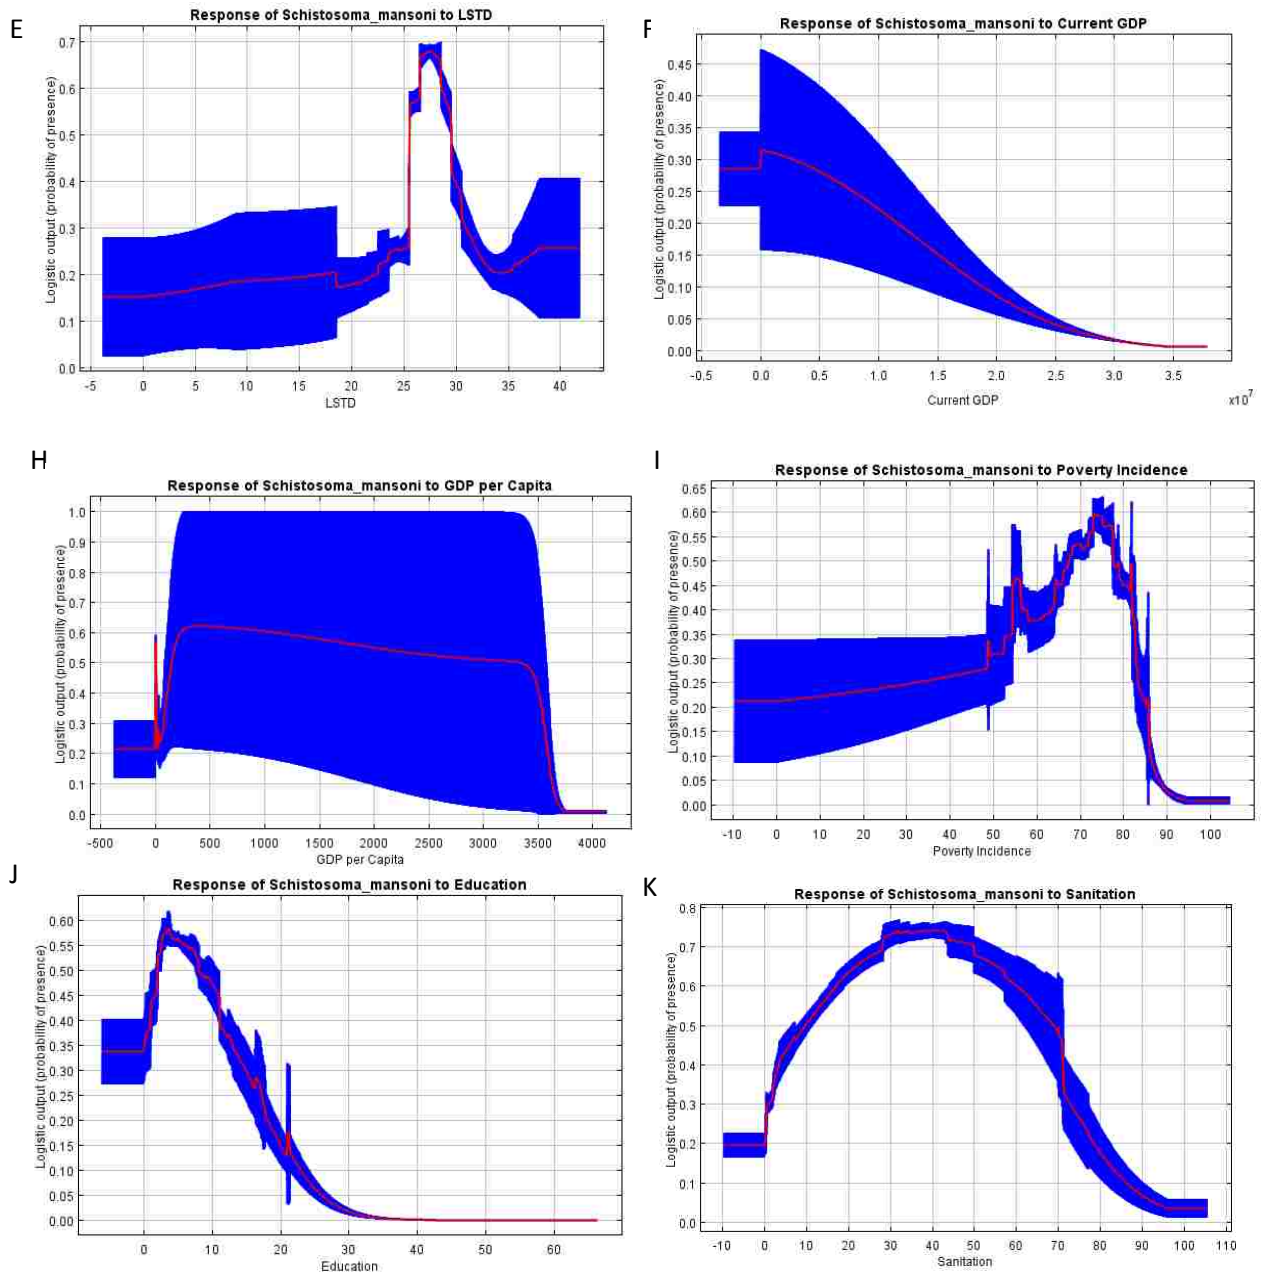 E
Response of Schistosoma_mansoni to LSTD
Logistic output (probability of presence)
0.7
0.6
0.5
0.4
0.3
0.2
0.1
0.0
-5 0 5 10 15 20 25 30 35 40
LSTD
F
Response of Schistosoma_mansoni to Current GDP
Logistic output (probability of presence)
0.45
0.40
0.35
0.30
0.25
0.20
0.15
0.10
0.05
0.00
-0.5 0.0 0.5 1.0 1.5 2.0 2.5 3.0 3.5
Current GDP
x10^7
H
Response of Schistosoma_mansoni to GDP per Capita
Logistic output (probability of presence)
1.0
0.9
0.8
0.7
0.6
0.5
0.4
0.3
0.2
0.1
0.0
-500 0 500 1000 1500 2000 2500 3000 3500 4000
GDP per Capita
I
Response of Schistosoma_mansoni to Poverty Incidence
Logistic output (probability of presence)
0.65
0.60
0.55
0.50
0.45
0.40
0.35
0.30
0.25
0.20
0.15
0.10
0.05
0.00
-10 0 10 20 30 40 50 60 70 80 90 100
Poverty Incidence
J
Response of Schistosoma_mansoni to Education
Logistic output (probability of presence)
0.60
0.55
0.50
0.45
0.40
0.35
0.30
0.25
0.20
0.15
0.10
0.05
0.00
0 10 20 30 40 50 60
Education
K
Response of Schistosoma_mansoni to Sanitation
Logistic output (probability of presence)
0.8
0.7
0.6
0.5
0.4
0.3
0.2
0.1
0.0
-10 0 10 20 30 40 50 60 70 80 90 100 110
Sanitation